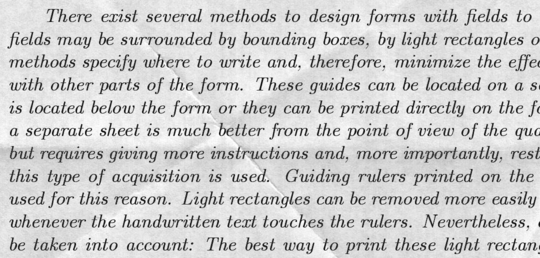 There exist several methods to design forms with fields to
fields may be surrounded by bounding boxes, by light rectangles o
methods specify where to write and, therefore, minimize the effe
with other parts of the form. These guides can be located on a s
is located below the form or they can be printed directly on the fo
a separate sheet is much better from the point of view of the qua
but requires giving more instructions and, more importantly, rest
this type of acquisition is used. Guiding rulers printed on the
used for this reason. Light rectangles can be removed more easily
whenever the handwritten text touches the rulers. Nevertheless,
be taken into account: The best way to print these light rectang